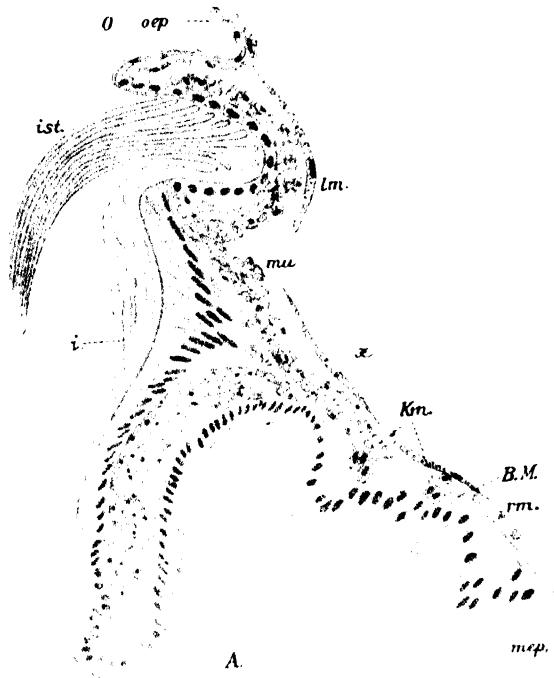 O oep
ist.
lm.
mu
i
x
Km.
B.M.
rm.
mep.
A.